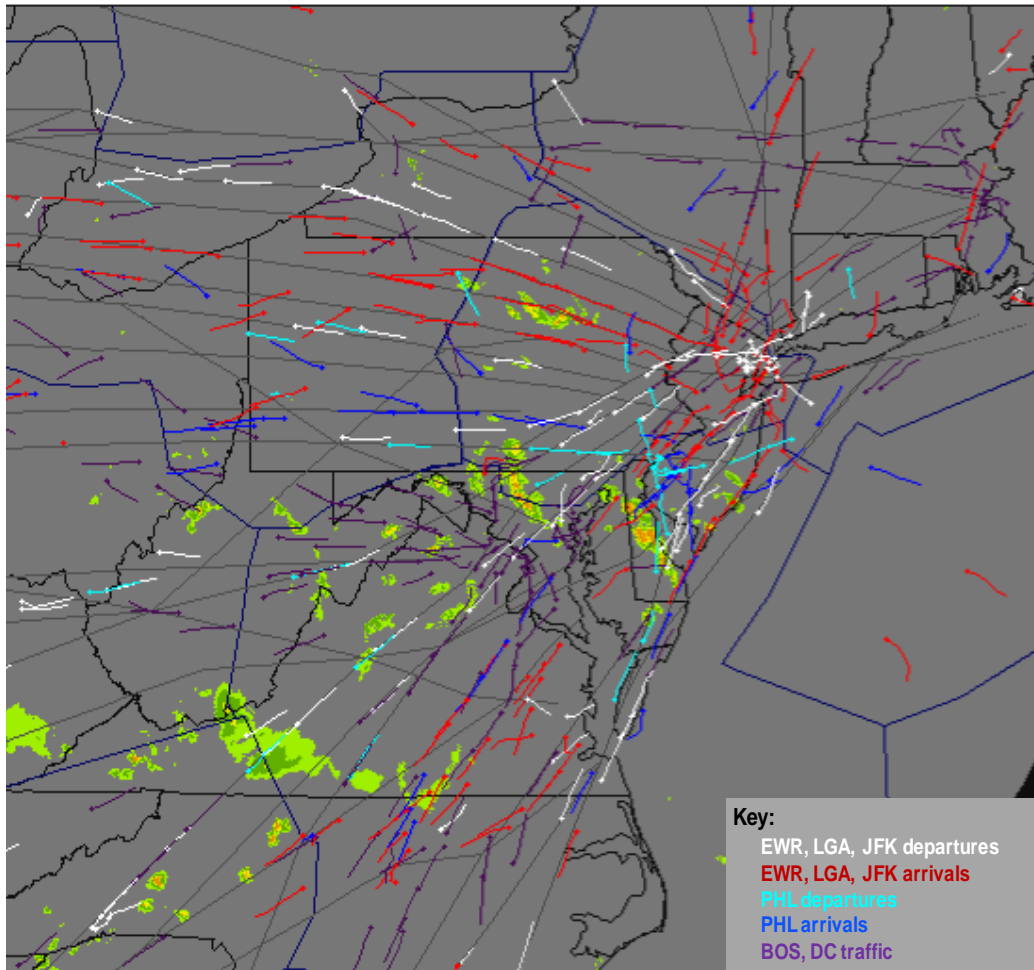 Key:
EWR, LGA, JFK departures
EWR, LGA, JFK arrivals
PHL departures
PHL arrivals
BOS, DC traffic